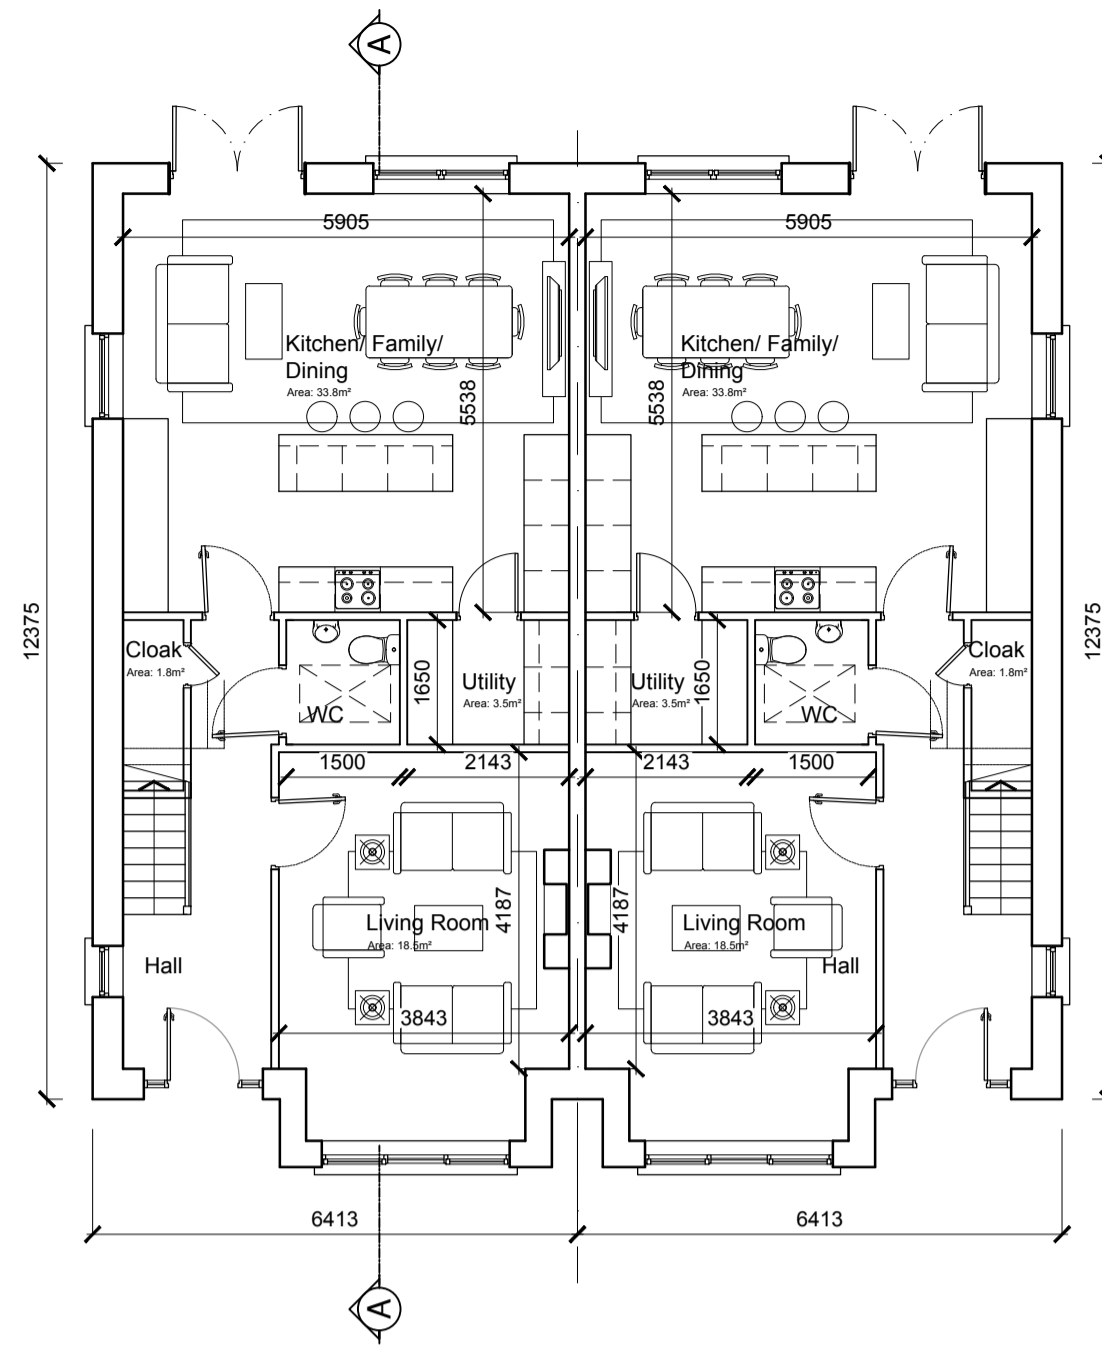 A
5905
5905
Kitchen/ Family/
Dining
Area: 33.8m²
Kitchen/ Family/
Dining
Area: 33.8m²
5538
5538
12375
12375
Cloak
Area: 1.8m²
Cloak
Area: 1.8m²
Utility
Area: 3.5m²
Utility
Area: 3.5m²
1650
1650
WC
WC
1500
2143
2143
1500
4187
4187
Living Room
Area: 18.5m²
Living Room
Area: 18.5m²
Hall
Hall
3843
3843
6413
6413
A